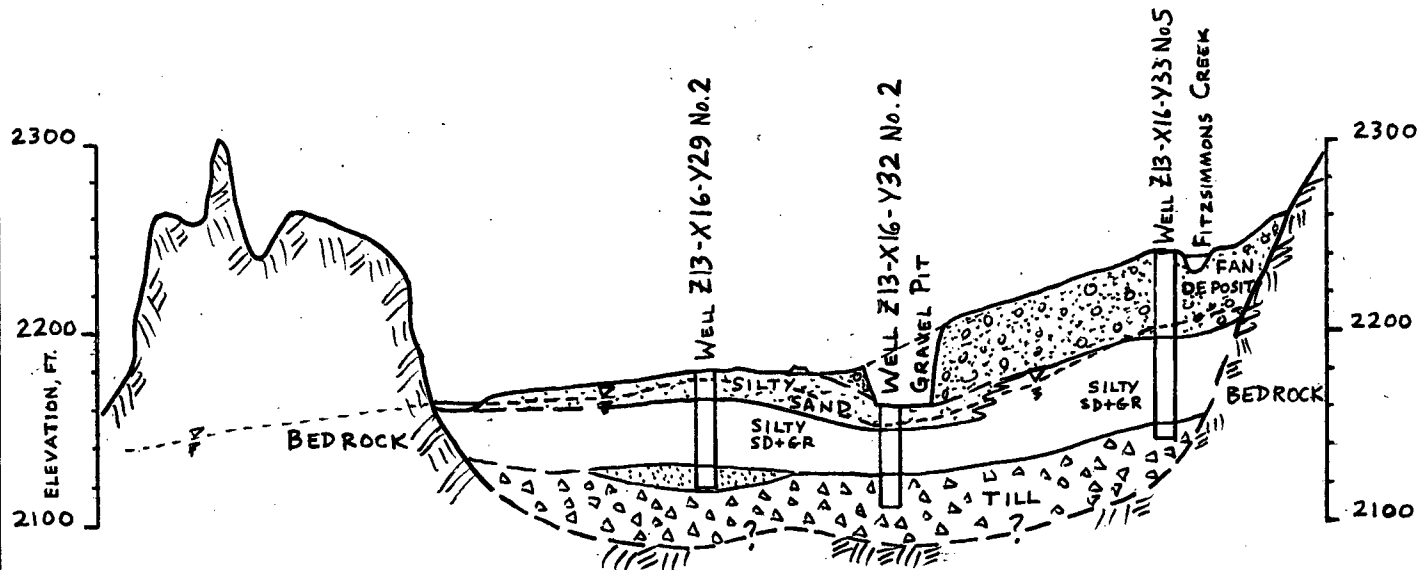 WELL Z13-X16-Y29 No.2
WELL Z13-X16-Y32 No.2
GRAVEL PIT
WELL Z13-X16-Y33 No5
FITZSIMMONS CREEK
2300
2200
2100
ELEVATION, FT.
2300
2200
2100
FAN
DEPOSIT
SILTY
SAND
SILTY
SD+GR
SILTY
SD+GR
BEDROCK
BEDROCK
TILL
?
?